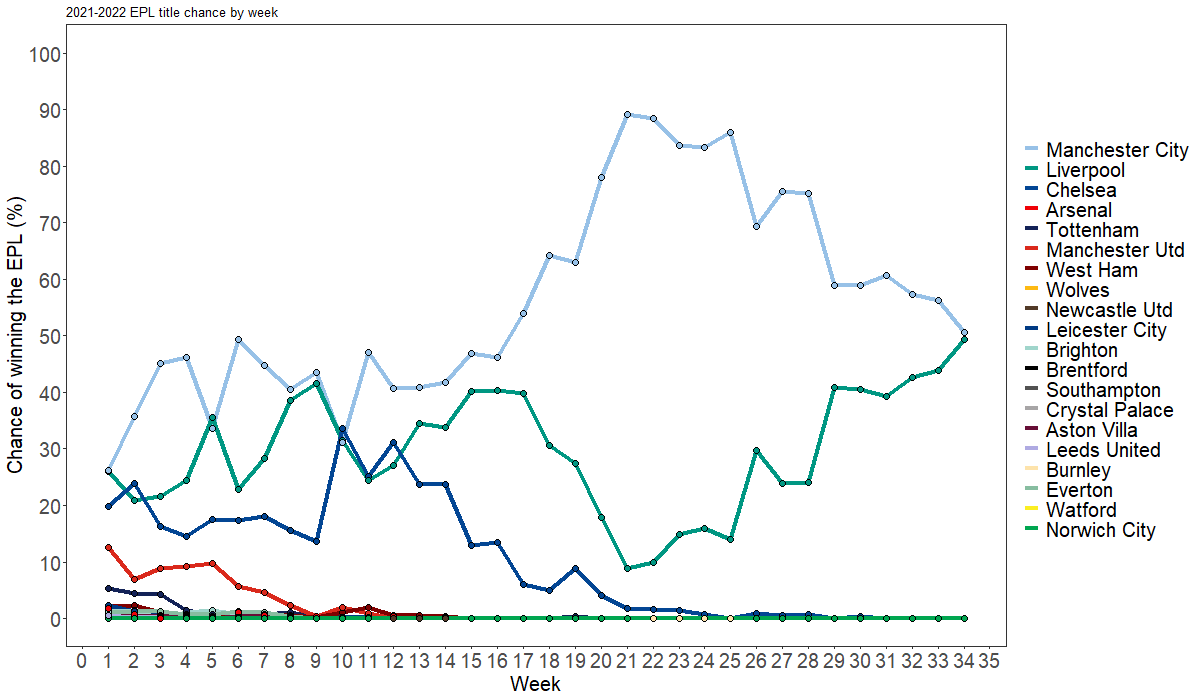 2021-2022 EPL title chance by week
Chance of winning the EPL (%)
100
90
80
70
60
50
40
30
20
10
0
0 1 2 3 4 5 6 7 8 9 10 11 12 13 14 15 16 17 18 19 20 21 22 23 24 25 26 27 28 29 30 31 32 33 34 35
Week
Manchester City
Liverpool
Chelsea
Arsenal
Tottenham
Manchester Utd
West Ham
Wolves
Newcastle Utd
Leicester City
Brighton
Brentford
Southampton
Crystal Palace
Aston Villa
Leeds United
Burnley
Everton
Watford
Norwich City